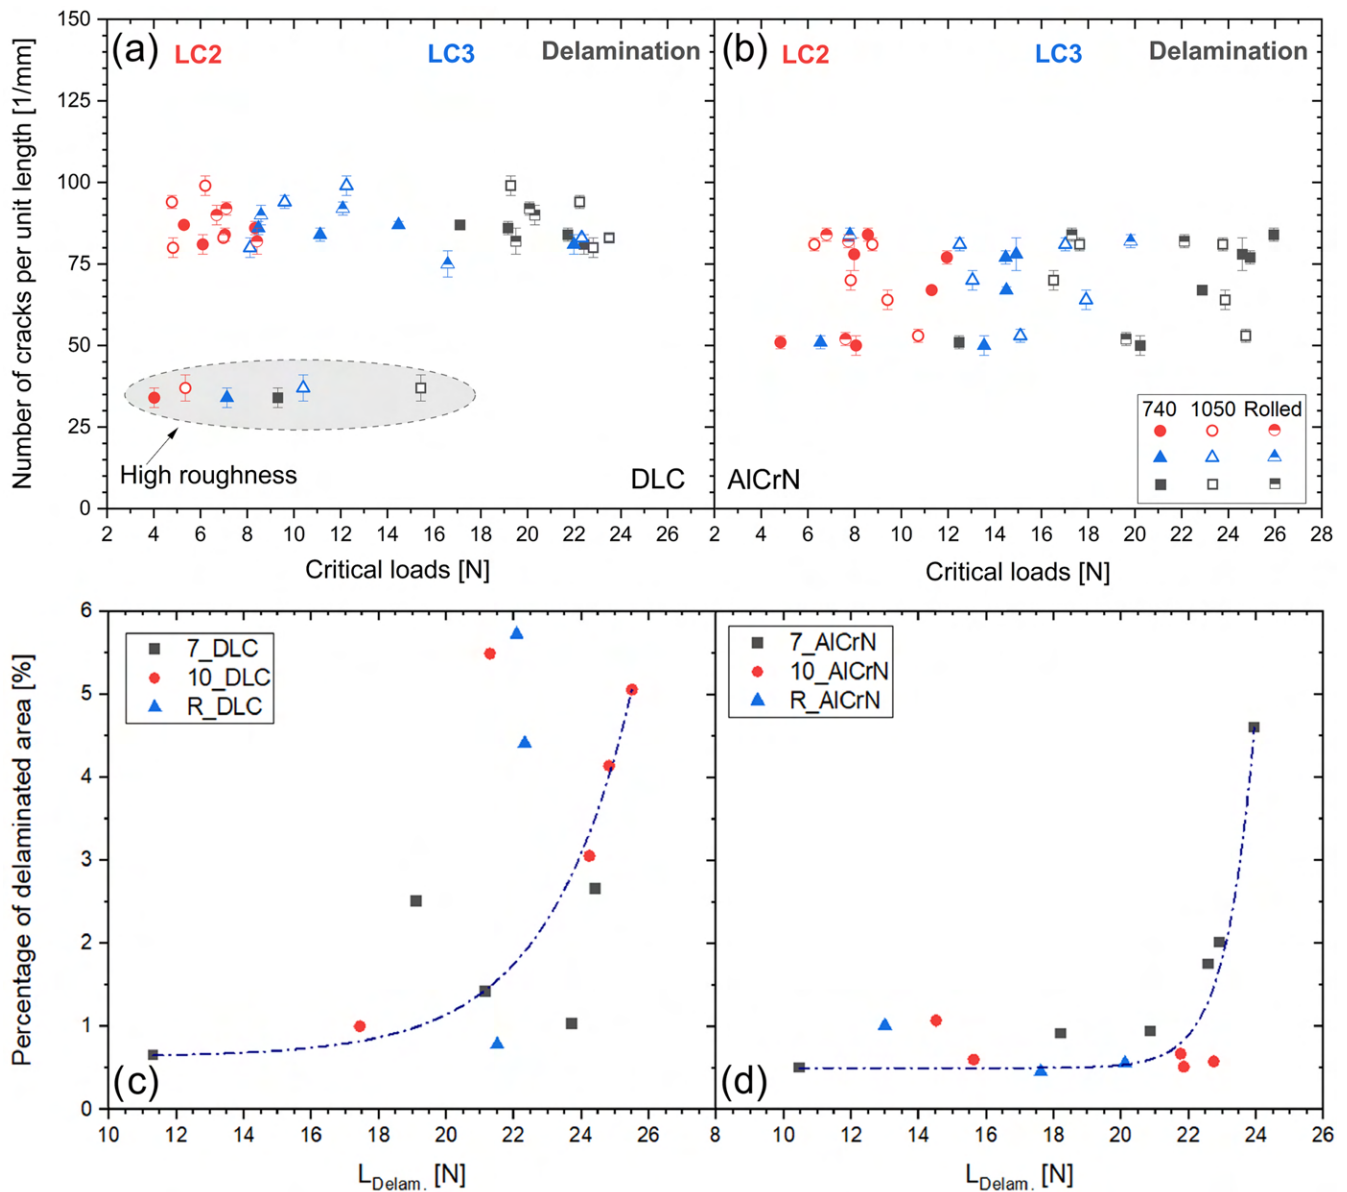 Number of cracks per unit length [1/mm]
150
125
100
75
50
25
0
(a)
LC2
LC3
Delamination
High roughness
DLC
2 4 6 8 10 12 14 16 18 20 22 24 26
Critical loads [N]
(b)
LC2
LC3
Delamination
740 1050 Rolled
AlCrN
2 4 6 8 10 12 14 16 18 20 22 24 26 28
Critical loads [N]
Percentage of delaminated area [%]
6
5
4
3
2
1
0
7_DLC
10_DLC
R_DLC
(c)
10 12 14 16 18 20 22 24 26
LDelam. [N]
7_AlCrN
10_AlCrN
R_AlCrN
(d)
8 10 12 14 16 18 20 22 24 26
LDelam. [N]